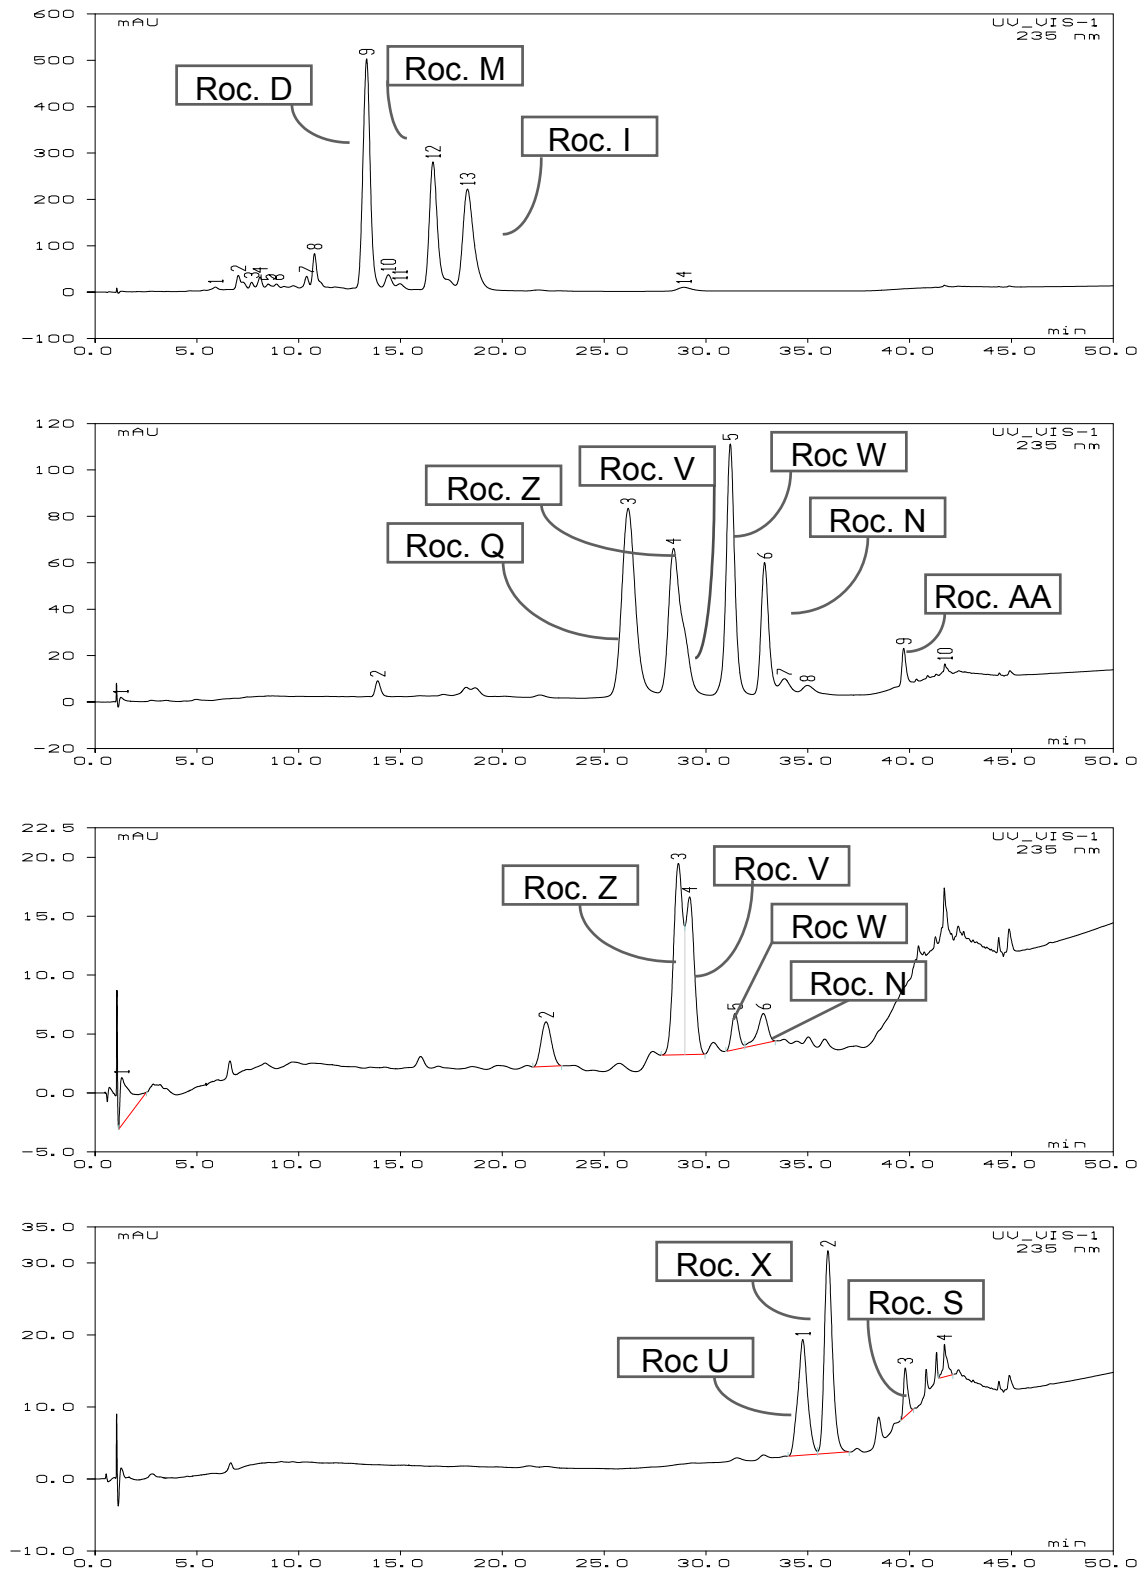 600
mAU
UV_VIS-1
235 nm
500
400
300
200
100
0
-100
Roc. D
Roc. M
Roc. I
1
2
3
4
5
6
7
8
9
10
11
12
13
14
0.0 5.0 10.0 15.0 20.0 25.0 30.0 35.0 40.0 45.0 50.0
min
120
mAU
UV_VIS-1
235 nm
100
80
60
40
20
0
-20
Roc. Q
Roc. Z
Roc. V
Roc W
Roc. N
Roc. AA
1
2
3
4
5
6
7
8
9
10
0.0 5.0 10.0 15.0 20.0 25.0 30.0 35.0 40.0 45.0 50.0
min
22.5
mAU
UV_VIS-1
235 nm
20.0
15.0
10.0
5.0
0.0
-5.0
Roc. Z
Roc. V
Roc W
Roc. N
1
2
3
4
5
6
0.0 5.0 10.0 15.0 20.0 25.0 30.0 35.0 40.0 45.0 50.0
min
35.0
mAU
UV_VIS-1
235 nm
30.0
20.0
10.0
0.0
-10.0
Roc. X
Roc. S
Roc U
1
2
3
4
0.0 5.0 10.0 15.0 20.0 25.0 30.0 35.0 40.0 45.0 50.0
min